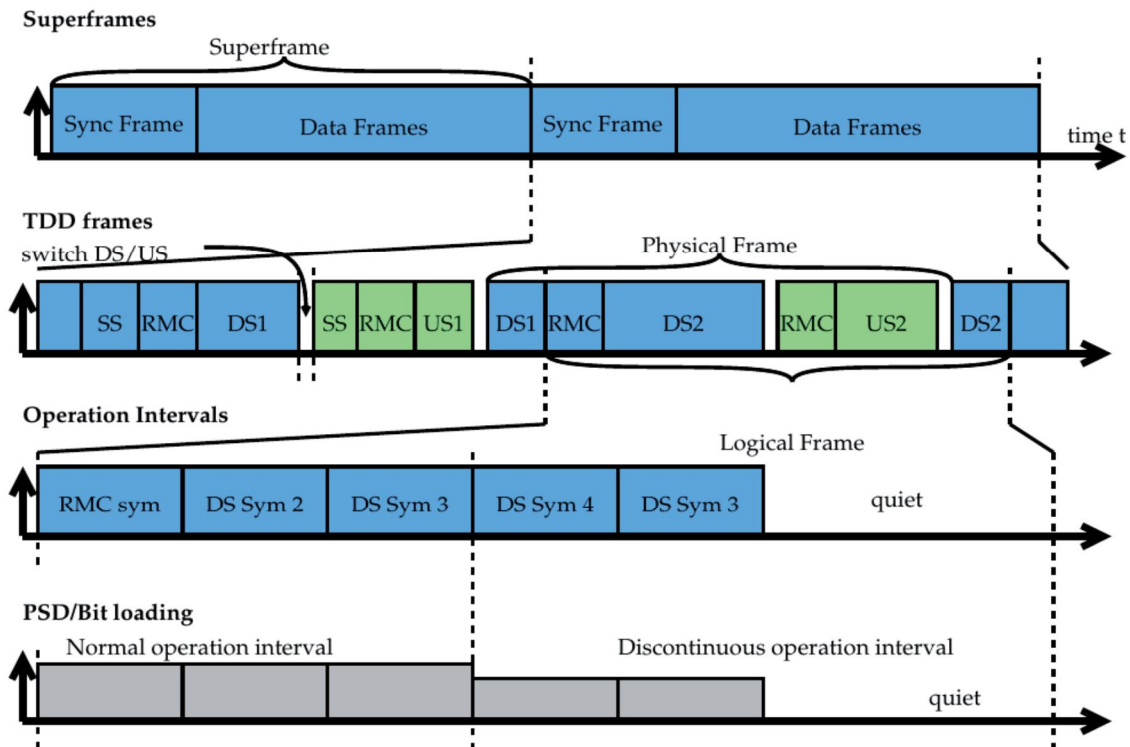 Superframes
Superframe
Sync Frame Data Frames Sync Frame Data Frames
time t
TDD frames
switch DS/US
Physical Frame
SS RMC DS1 SS RMC US1 DS1 RMC DS2 RMC US2 DS2
Operation Intervals
Logical Frame
RMC sym DS Sym 2 DS Sym 3 DS Sym 4 DS Sym 3 quiet
PSD/Bit loading
Normal operation interval Discontinuous operation interval
quiet